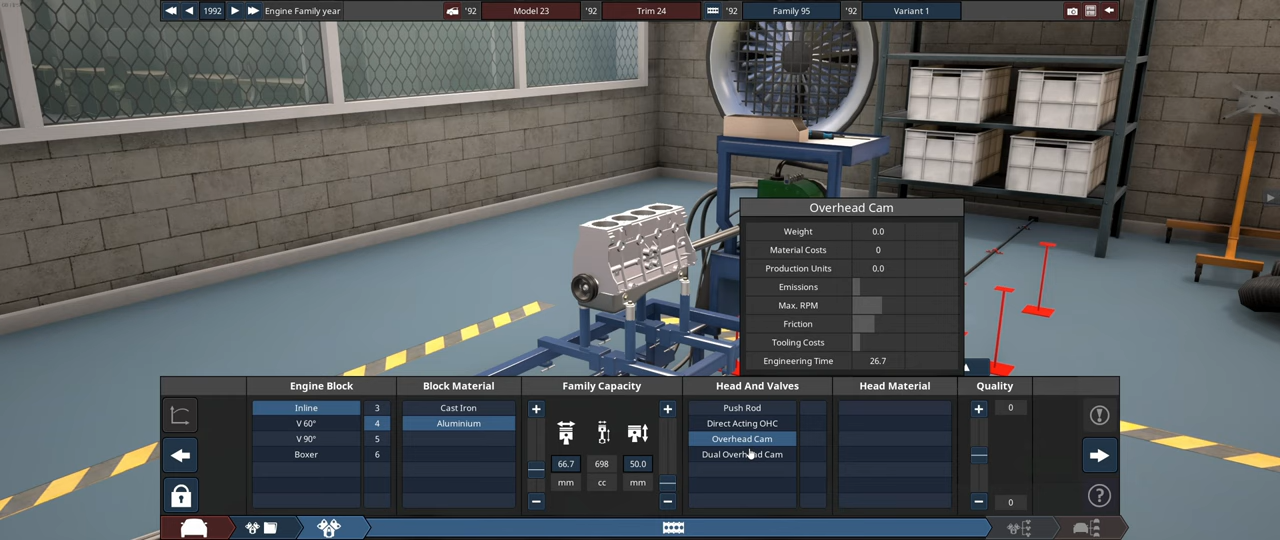 1992 Engine Family year '92 Model 23 '92 Trim 24 '92 Family 95 '92 Variant 1
Overhead Cam
Weight 0.0
Material Costs 0
Production Units 0.0
Emissions
Max. RPM
Friction
Tooling Costs
Engineering Time 26.7
Engine Block Block Material Family Capacity Head And Valves Head Material Quality
Inline 3 Cast Iron Push Rod 0
V 60° 4 Aluminium Direct Acting OHC
V 90° 5 Overhead Cam
Boxer 6 Dual Overhead Cam
66.7 698 50.0
mm cc mm
0